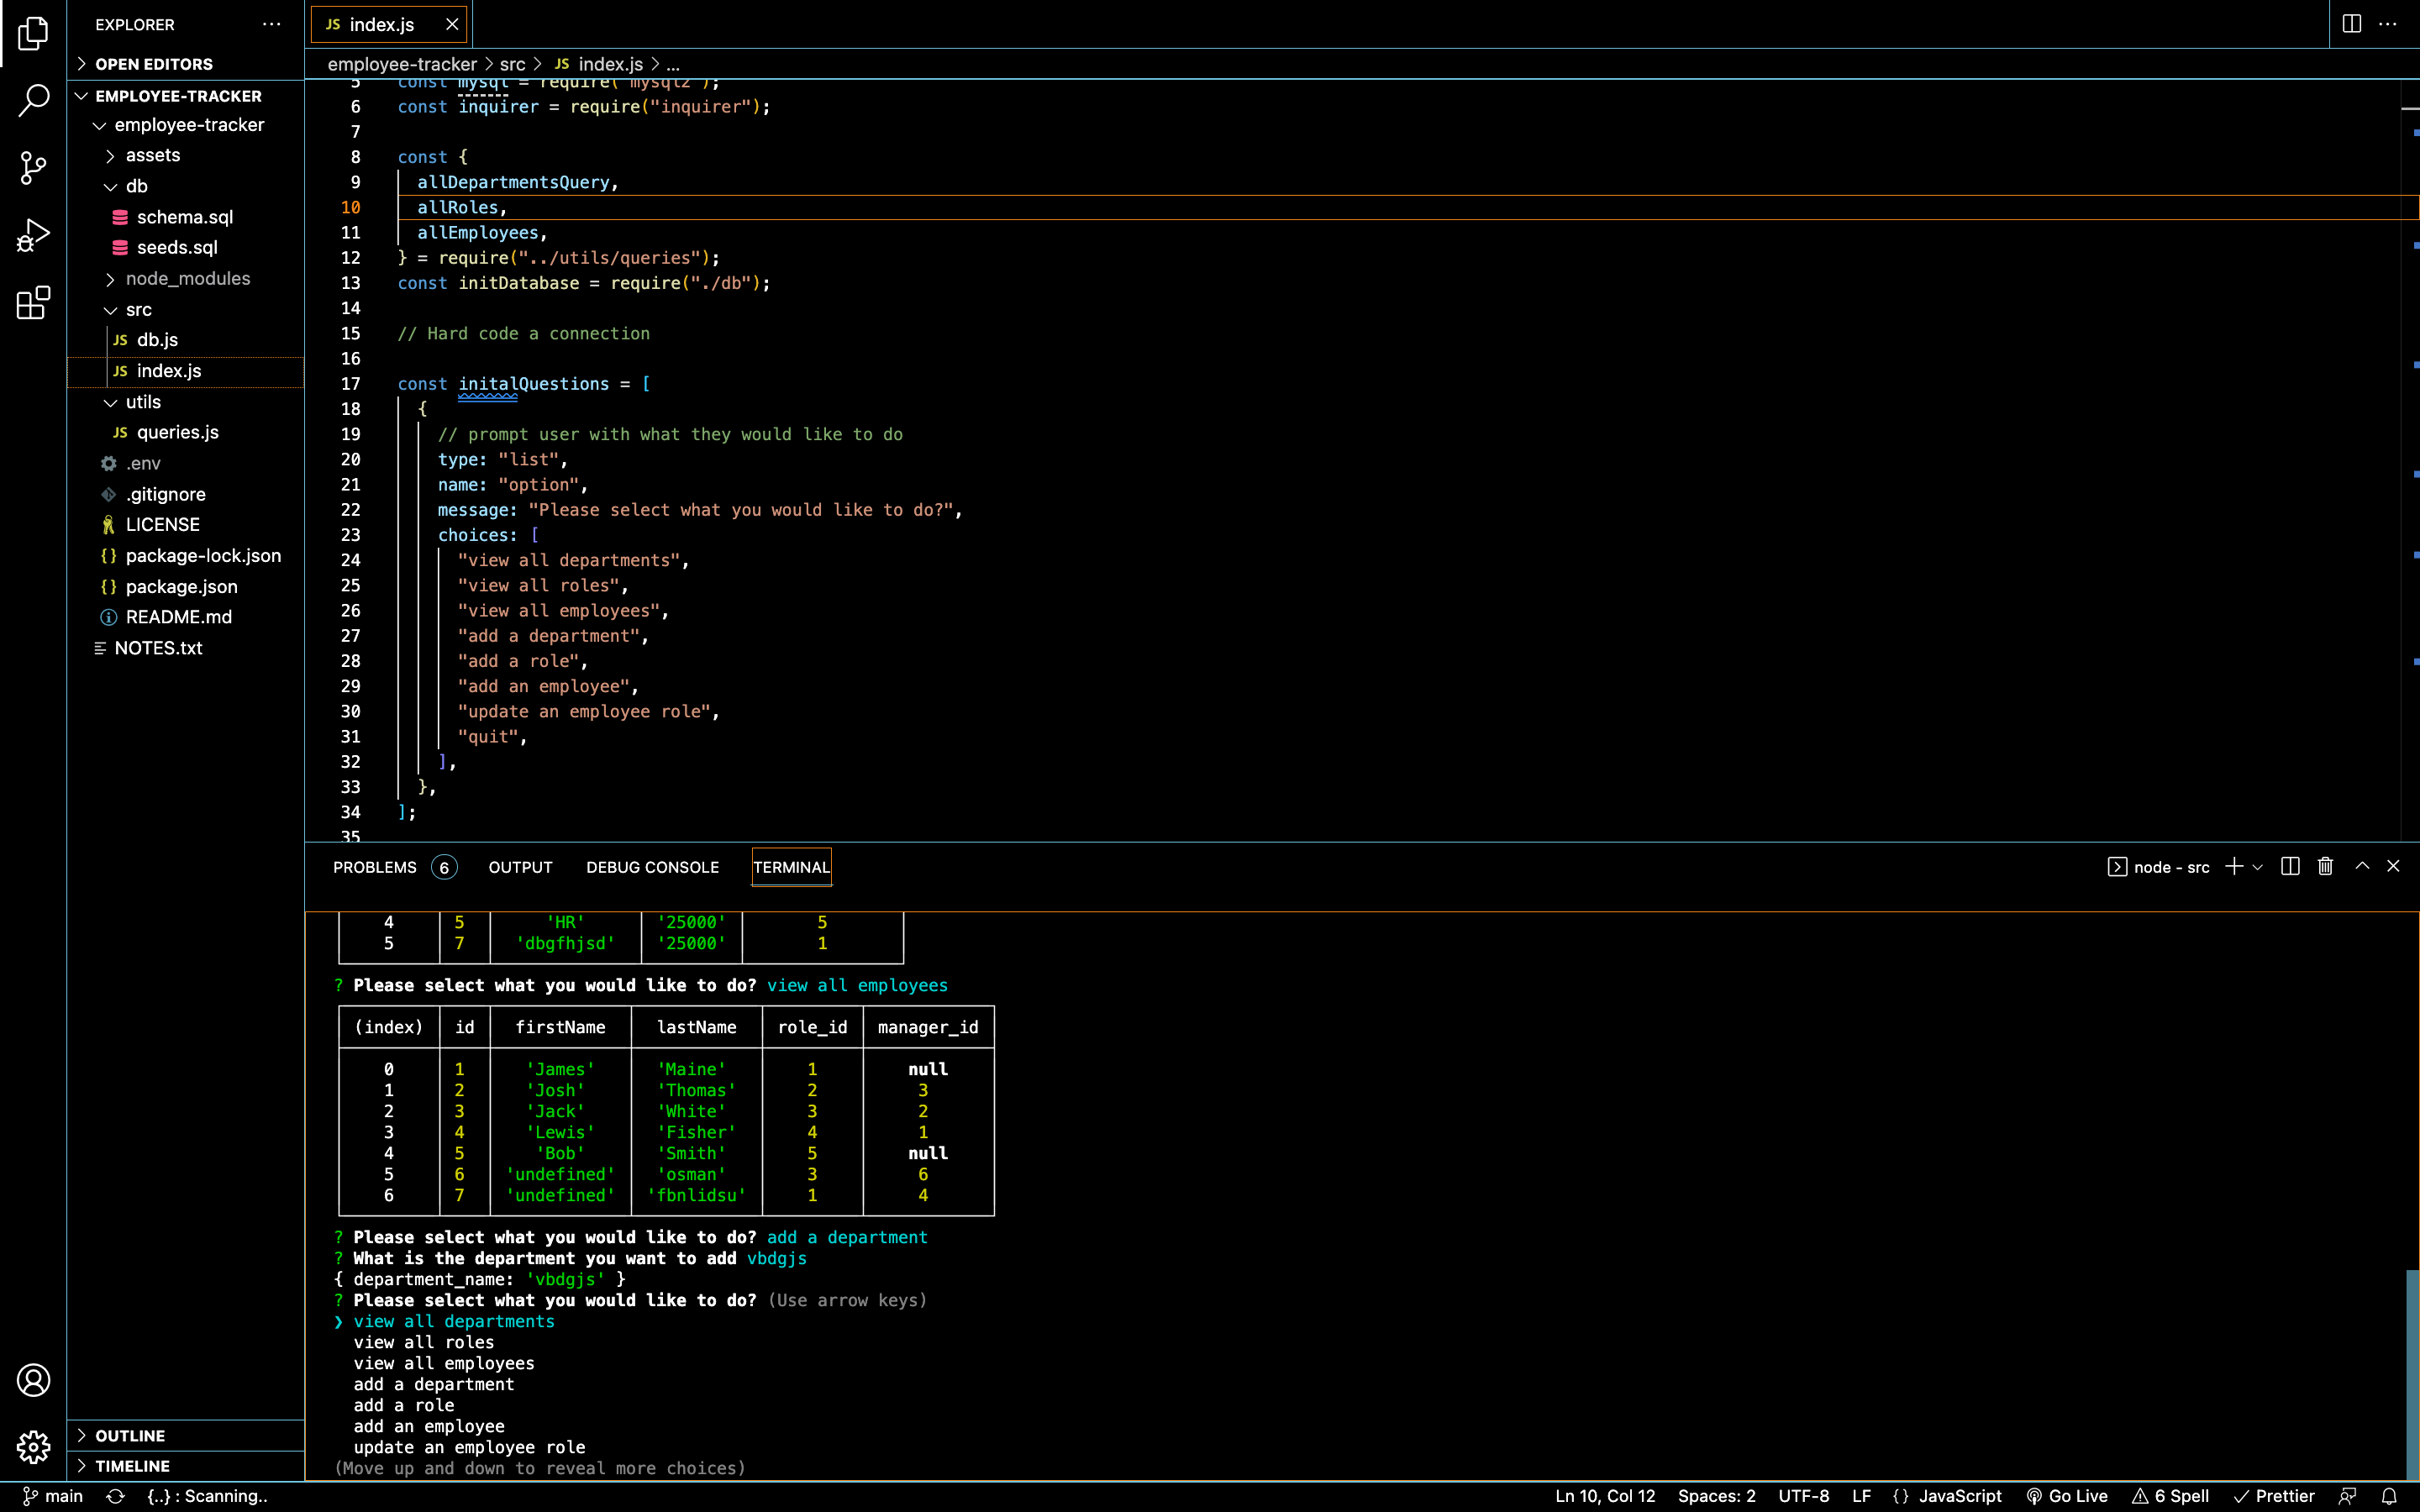 EXPLORER
OPEN EDITORS
EMPLOYEE-TRACKER
employee-tracker
assets
db
schema.sql
seeds.sql
node_modules
src
JS db.js
JS index.js
utils
JS queries.js
.env
.gitignore
LICENSE
{} package-lock.json
{} package.json
README.md
NOTES.txt
OUTLINE
TIMELINE
JS index.js
employee-tracker > src > JS index.js > ...
5 const mysql = require("mysql2");
6 const inquirer = require("inquirer");
7
8 const {
9 allDepartmentsQuery,
10 allRoles,
11 allEmployees,
12 } = require("../utils/queries");
13 const initDatabase = require("./db");
14
15 // Hard code a connection
16
17 const initalQuestions = [
18 {
19 // prompt user with what they would like to do
20 type: "list",
21 name: "option",
22 message: "Please select what you would like to do?",
23 choices: [
24 "view all departments",
25 "view all roles",
26 "view all employees",
27 "add a department",
28 "add a role",
29 "add an employee",
30 "update an employee role",
31 "quit",
32 ],
33 },
34 ];
35
PROBLEMS 6 OUTPUT DEBUG CONSOLE TERMINAL
node - src
4 5 'HR' '25000' 5
5 7 'dbgfhjsd' '25000' 1
? Please select what you would like to do? view all employees
(index) id firstName lastName role_id manager_id
0 1 'James' 'Maine' 1 null
1 2 'Josh' 'Thomas' 2 3
2 3 'Jack' 'White' 3 2
3 4 'Lewis' 'Fisher' 4 1
4 5 'Bob' 'Smith' 5 null
5 6 'undefined' 'osman' 3 6
6 7 'undefined' 'fbnlidsu' 1 4
? Please select what you would like to do? add a department
? What is the department you want to add vbdgjs
{ department_name: 'vbdgjs' }
? Please select what you would like to do? (Use arrow keys)
❯ view all departments
view all roles
view all employees
add a department
add a role
add an employee
update an employee role
(Move up and down to reveal more choices)
main {..} : Scanning.. Ln 10, Col 12 Spaces: 2 UTF-8 LF {} JavaScript Go Live 6 Spell Prettier